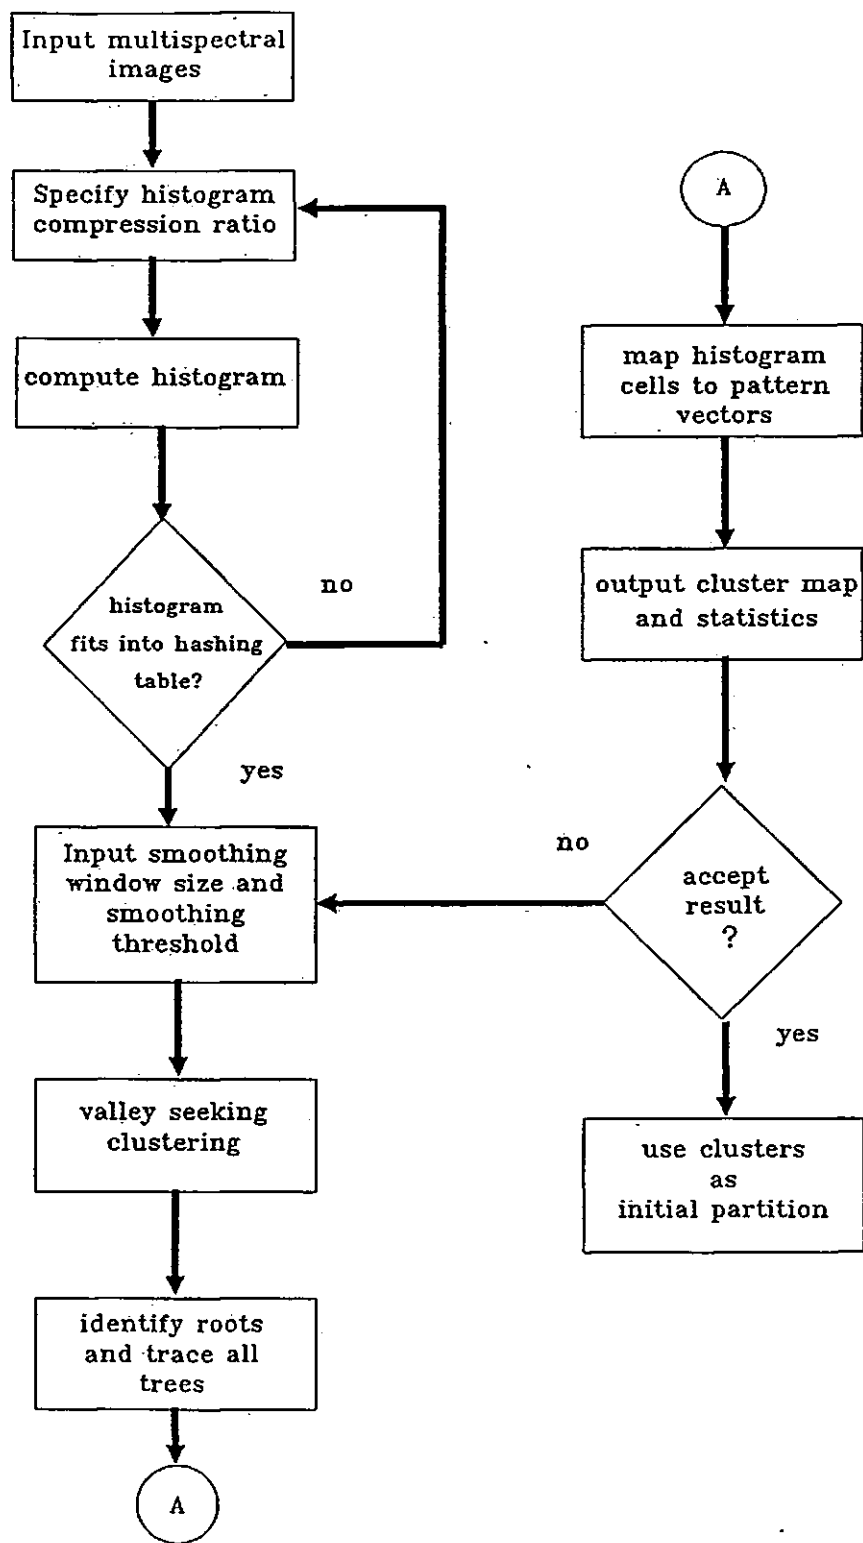 Input multispectral
images
Specify histogram
compression ratio
compute histogram
histogram
fits into hashing
table?
no
yes
Input smoothing
window size and
smoothing
threshold
valley seeking
clustering
identify roots
and trace all
trees
A
A
map histogram
cells to pattern
vectors
output cluster map
and statistics
accept
result
?
no
yes
use clusters
as
initial partition